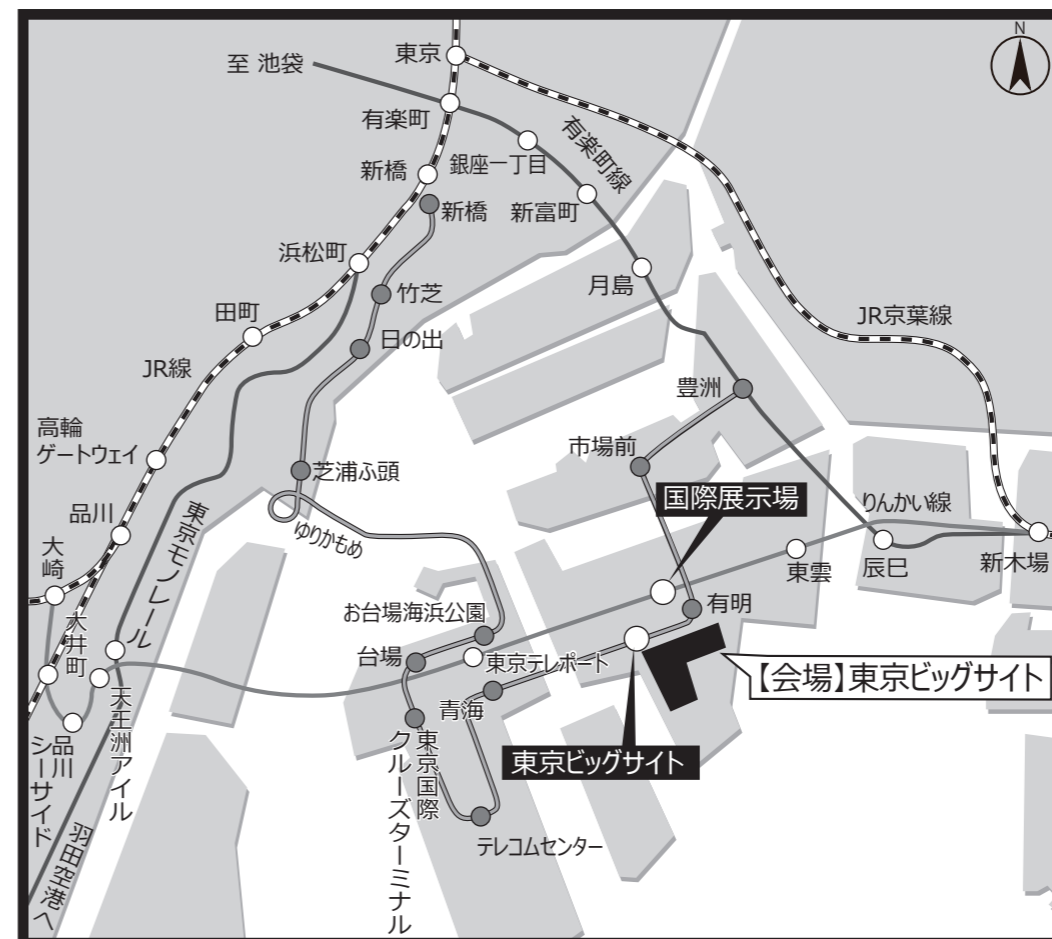 N
東京
至 池袋
有楽町
有楽町線
銀座一丁目
新橋
新橋
新富町
浜松町
月島
竹芝
田町
JR京葉線
日の出
JR線
豊洲
高輪
ゲートウェイ
市場前
芝浦ふ頭
国際展示場
りんかい線
品川
東京モノレール
ゆりかもめ
大崎
東雲
辰巳
新木場
有明
お台場海浜公園
大井町
台場
東京テレポート
【会場】東京ビッグサイト
青海
天王洲アイル
東京国際
クルーズターミナル
品川
シーサイド
東京ビッグサイト
テレコムセンター
羽田空港へ